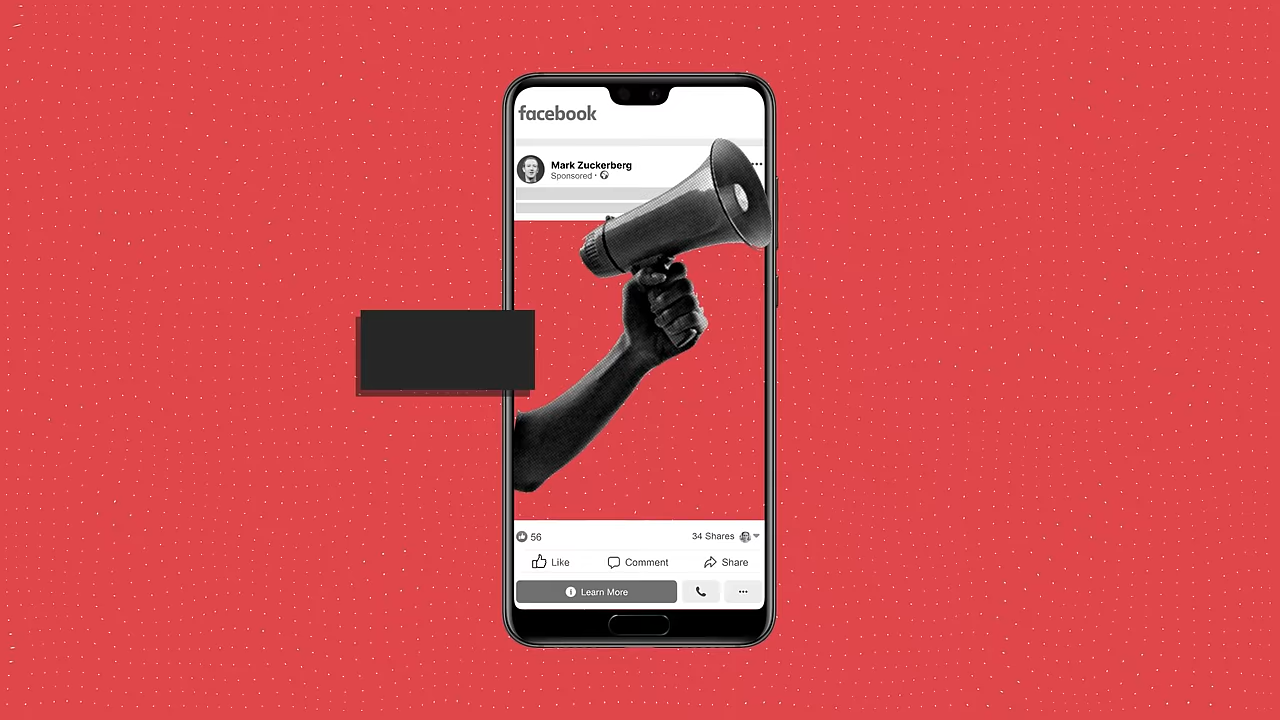 facebook
Mark Zuckerberg
Sponsored ·
56
34 Shares
Like
Comment
Share
Learn More